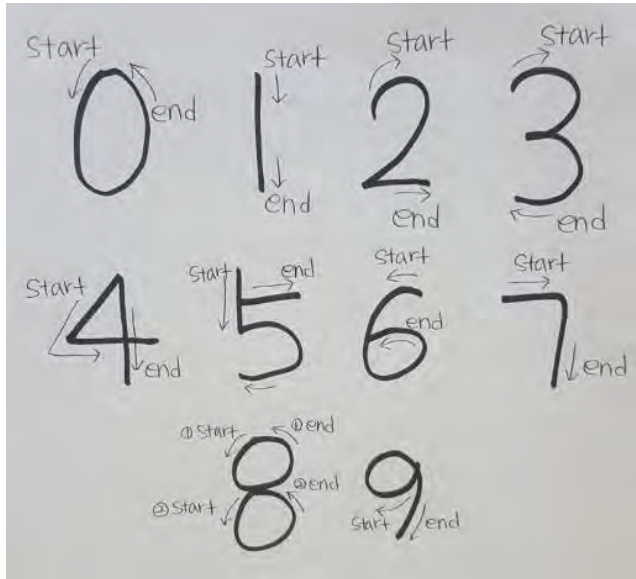 Start Start Start Start
0 1 2 3
end end end end
Start Start end Start Start
4 5 6 7
end end end
① Start ① end
② Start ② end
8 9
Start end